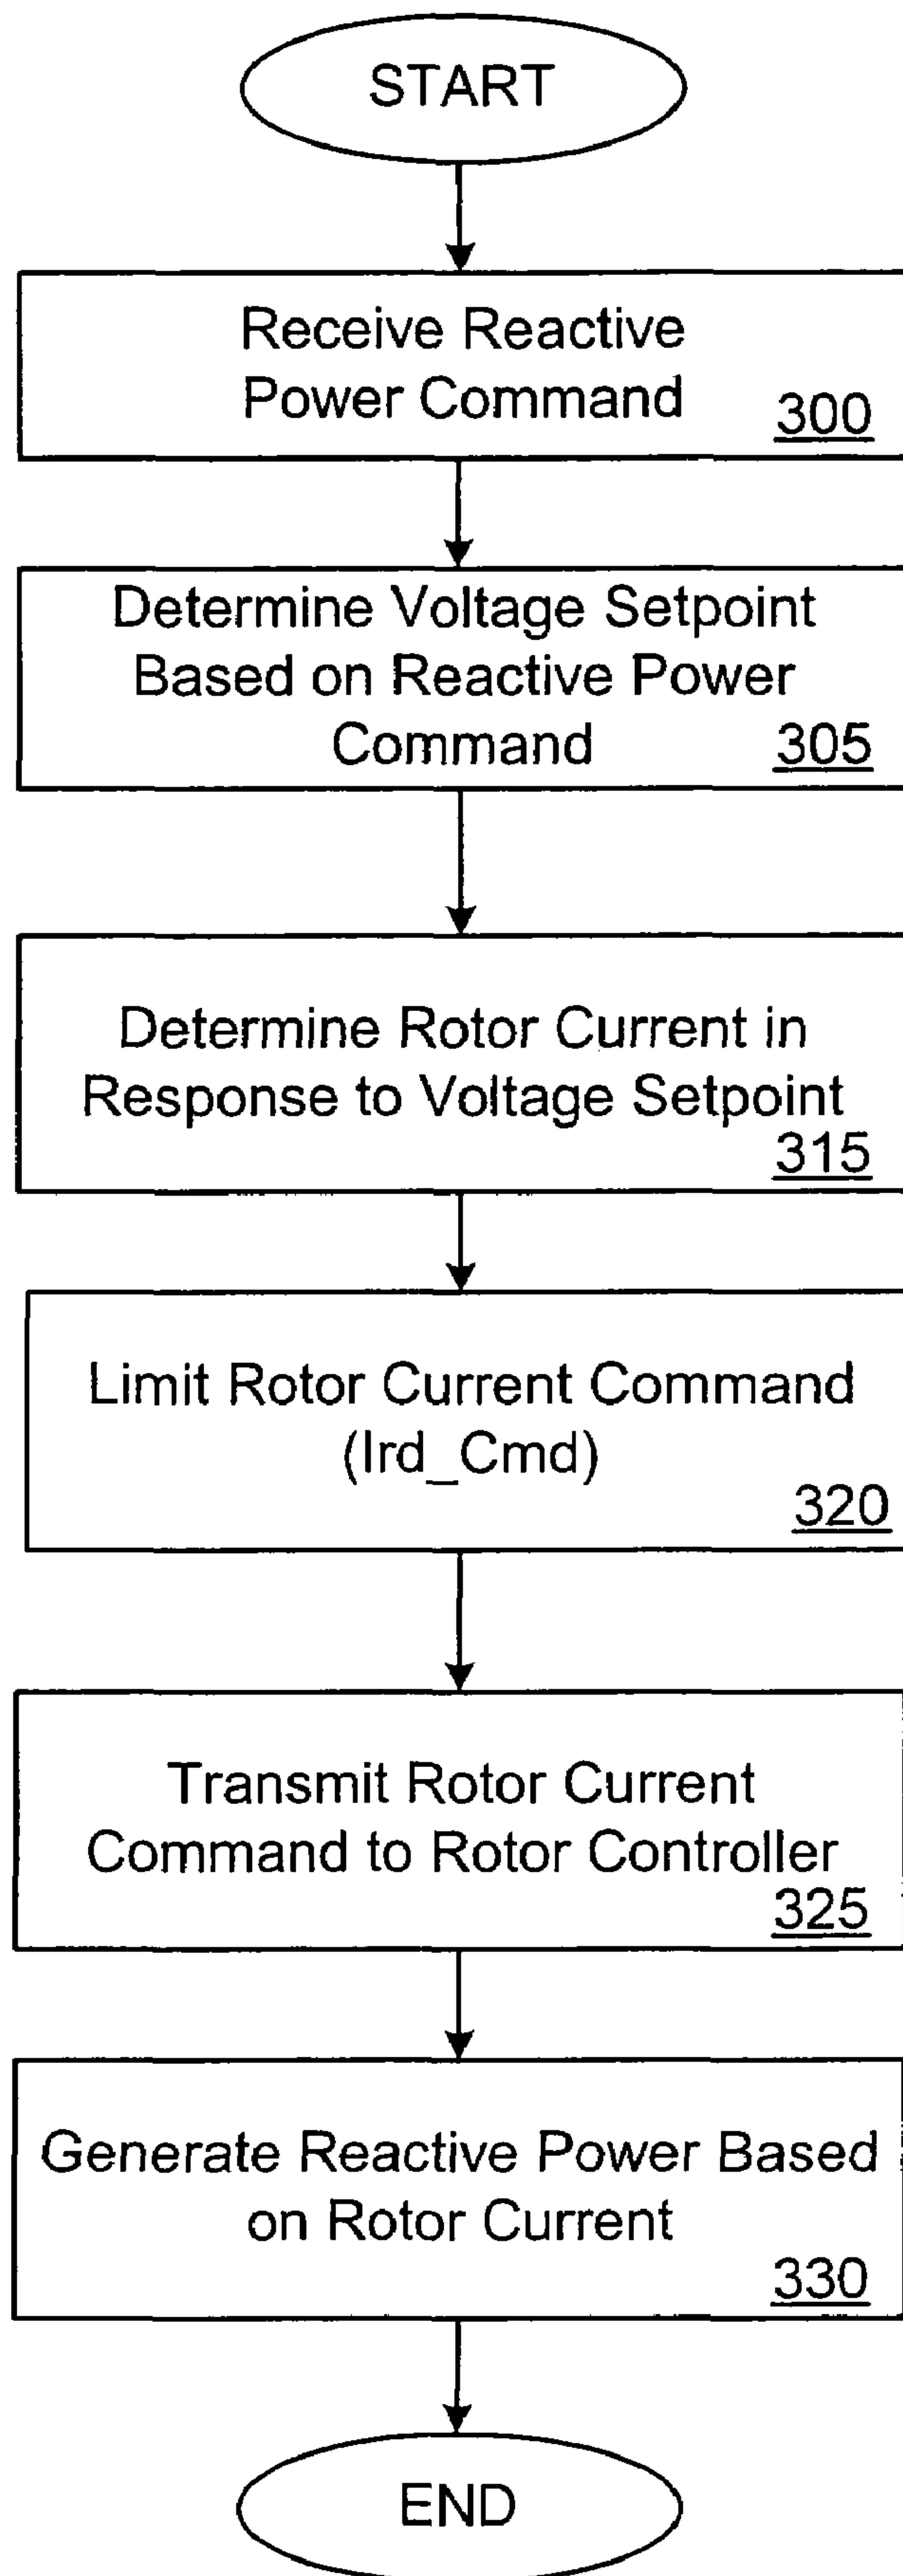 START
Receive Reactive
Power Command
300
Determine Voltage Setpoint
Based on Reactive Power
Command
305
Determine Rotor Current in
Response to Voltage Setpoint
315
Limit Rotor Current Command
(Ird_Cmd)
320
Transmit Rotor Current
Command to Rotor Controller
325
Generate Reactive Power Based
on Rotor Current
330
END